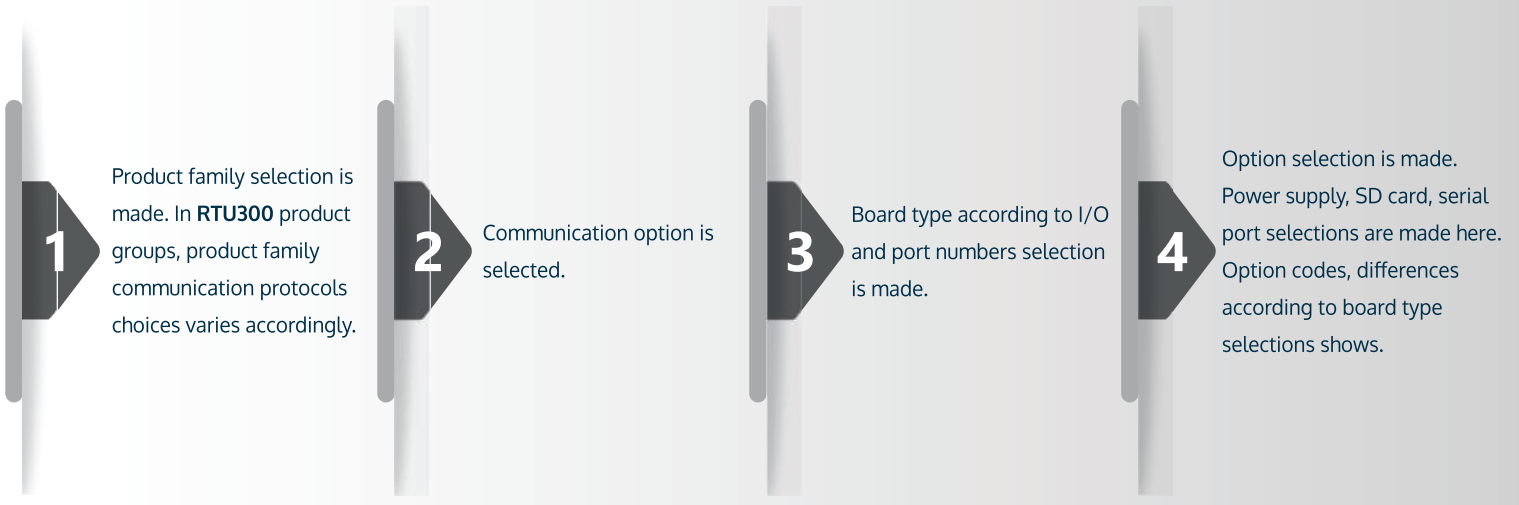 1
Product family selection is
made. In RTU300 product
groups, product family
communication protocols
choices varies accordingly.
2
Communication option is
selected.
3
Board type according to I/O
and port numbers selection
is made.
4
Option selection is made.
Power supply, SD card, serial
port selections are made here.
Option codes, differences
according to board type
selections shows.